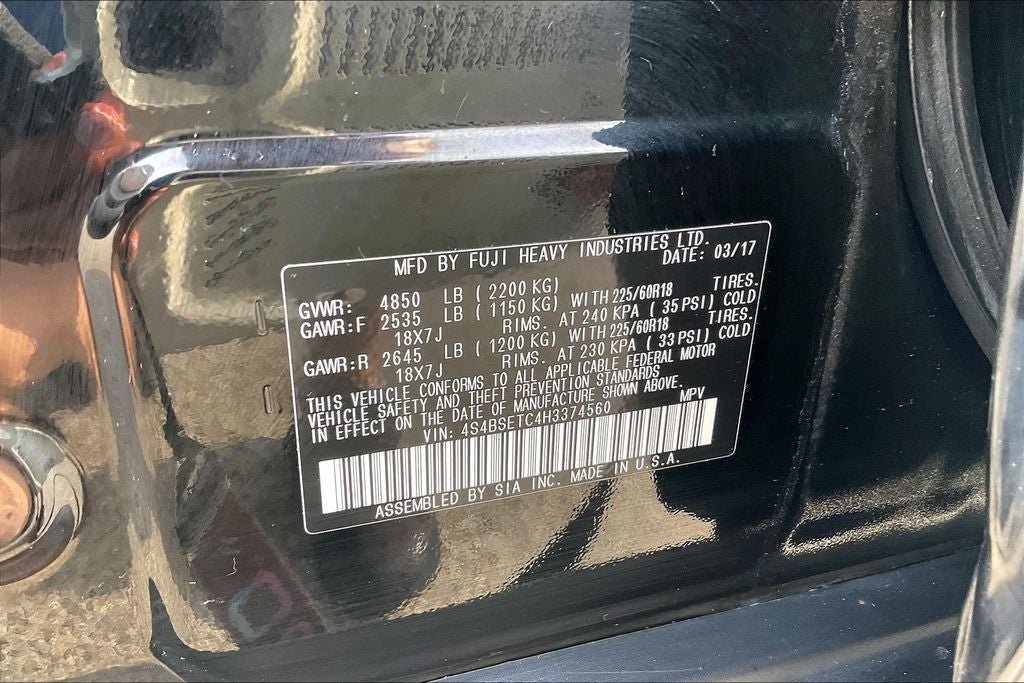 MFD BY FUJI HEAVY INDUSTRIES LTD.
DATE: 03/17
GVWR: 4850 LB (2200 KG)
GAWR:F 2535 LB (1150 KG) WITH 225/60R18 TIRES.
18X7J RIMS. AT 240 KPA (35 PSI) COLD
GAWR:R 2645 LB (1200 KG) WITH 225/60R18 TIRES.
18X7J RIMS. AT 230 KPA (33 PSI) COLD
THIS VEHICLE CONFORMS TO ALL APPLICABLE FEDERAL MOTOR
VEHICLE SAFETY AND THEFT PREVENTION STANDARDS
IN EFFECT ON THE DATE OF MANUFACTURE SHOWN ABOVE.
VIN: 4S4BSETC4H3374560 MPV
ASSEMBLED BY SIA INC. MADE IN U.S.A.